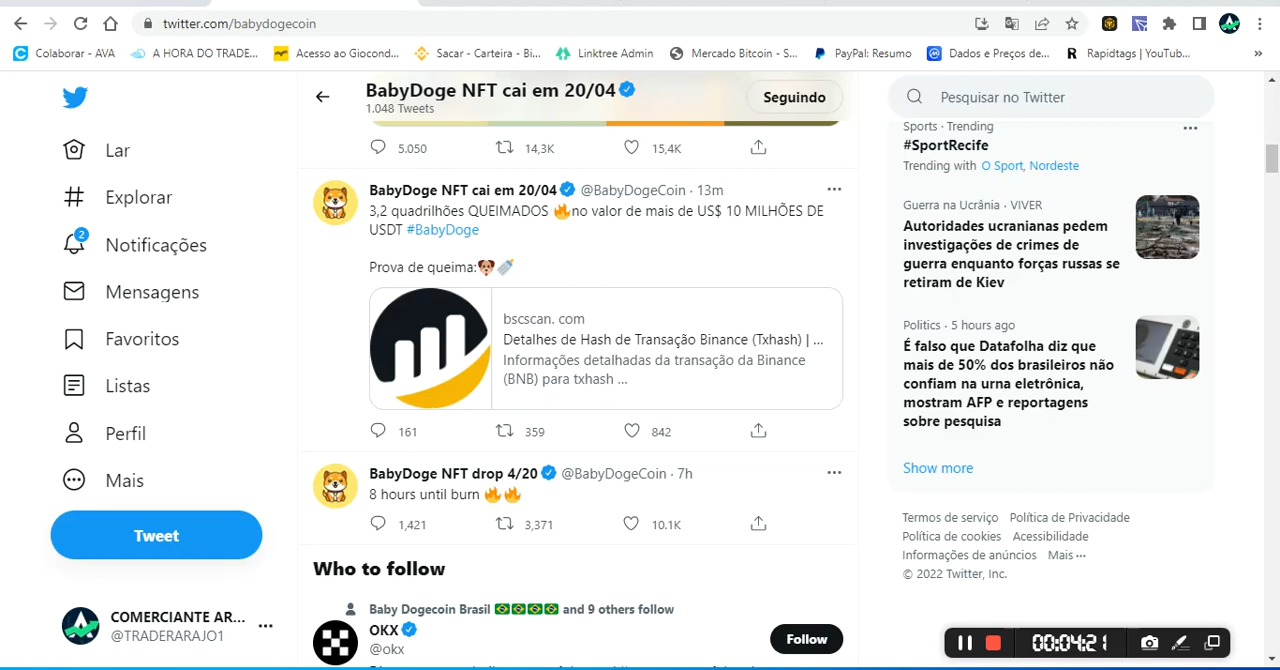 twitter.com/babydogecoin
Colaborar - AVA
A HORA DO TRADE...
Acesso ao Giocond...
Sacar - Carteira - Bi...
Linktree Admin
Mercado Bitcoin - S...
PayPal: Resumo
Dados e Preços de...
Rapidtags | YouTub...
»
Lar
Explorar
2
Notificações
Mensagens
Favoritos
Listas
Perfil
Mais
Tweet
COMERCIANTE AR...
@TRADERARAJO1
BabyDoge NFT cai em 20/04
1.048 Tweets
Seguindo
5.050 14,3K 15,4K
BabyDoge NFT cai em 20/04 @BabyDogeCoin · 13m
3,2 quadrilhões QUEIMADOS 🔥no valor de mais de US$ 10 MILHÕES DE
USDT #BabyDoge
Prova de queima:🐶🍼
bscscan. com
Detalhes de Hash de Transação Binance (Txhash) | ...
Informações detalhadas da transação da Binance
(BNB) para txhash ...
161 359 842
BabyDoge NFT drop 4/20 @BabyDogeCoin · 7h
8 hours until burn 🔥🔥
1,421 3,371 10.1K
Who to follow
Baby Dogecoin Brasil 🇧🇷🇧🇷🇧🇷🇧🇷 and 9 others follow
OKX
@okx
Follow
Pesquisar no Twitter
Sports · Trending
#SportRecife
Trending with O Sport, Nordeste
Guerra na Ucrânia · VIVER
Autoridades ucranianas pedem
investigações de crimes de
guerra enquanto forças russas se
retiram de Kiev
Politics · 5 hours ago
É falso que Datafolha diz que
mais de 50% dos brasileiros não
confiam na urna eletrônica,
mostram AFP e reportagens
sobre pesquisa
Show more
Termos de serviço Política de Privacidade
Política de cookies Acessibilidade
Informações de anúncios Mais ···
© 2022 Twitter, Inc.
00:04:21